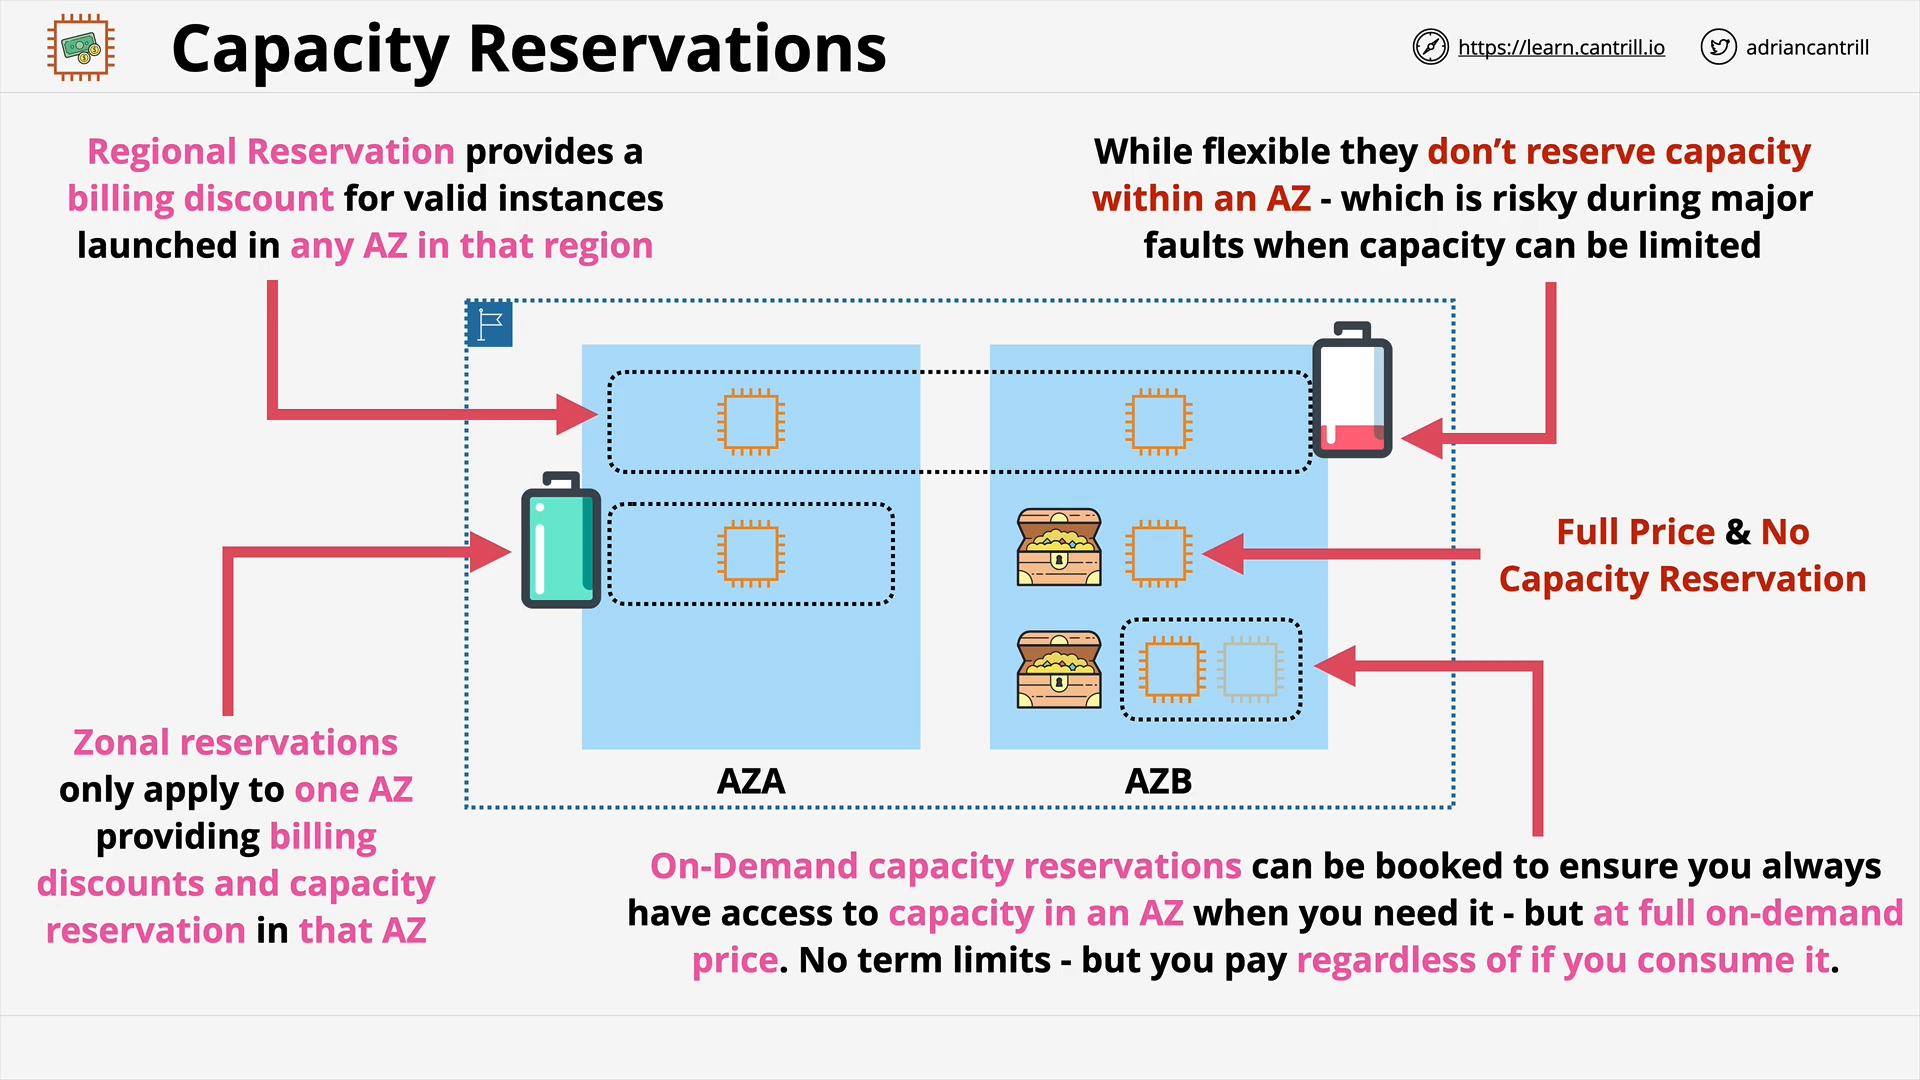 Capacity Reservations
https://learn.cantrill.io
adriancantrill
Regional Reservation provides a
billing discount for valid instances
launched in any AZ in that region
While flexible they don’t reserve capacity
within an AZ - which is risky during major
faults when capacity can be limited
Full Price & No
Capacity Reservation
Zonal reservations
only apply to one AZ
providing billing
discounts and capacity
reservation in that AZ
AZA
AZB
On-Demand capacity reservations can be booked to ensure you always
have access to capacity in an AZ when you need it - but at full on-demand
price. No term limits - but you pay regardless of if you consume it.